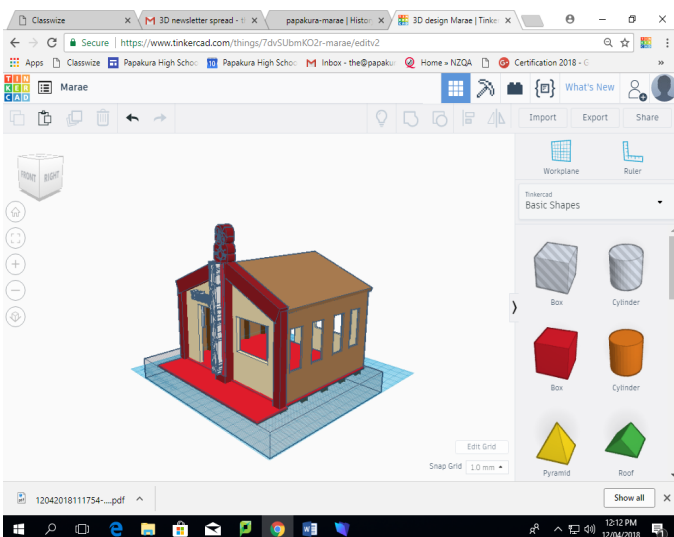 Classwize
3D newsletter spread - th
papakura-marae | Histor
3D design Marae | Tinker
Secure | https://www.tinkercad.com/things/7dvSUbmKO2r-marae/editv2
Apps Classwize Papakura High Schoo Papakura High Schoo Inbox - the@papakur Home » NZQA Certification 2018 - G
TIN
KER
CAD
Marae
What's New
Import Export Share
FRONT RIGHT
Workplane Ruler
Tinkercad
Basic Shapes
Box Cylinder
Box Cylinder
Pyramid Roof
Edit Grid
Snap Grid 1.0 mm
12042018111754-....pdf
Show all
12:12 PM
12/04/2018